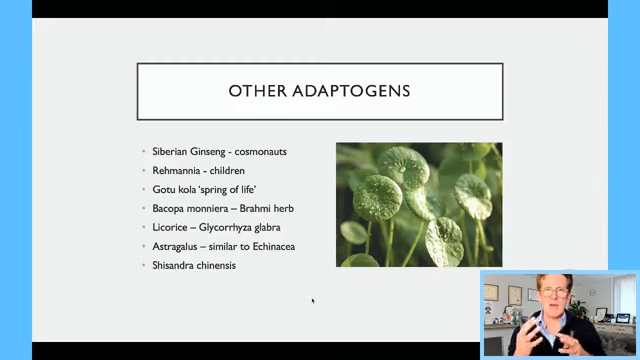 OTHER ADAPTOGENS
• Siberian Ginseng - cosmonauts
• Rehmannia - children
• Gotu kola 'spring of life'
• Bacopa monniera – Brahmi herb
• Licorice – Glycorrhyza glabra
• Astragalus – similar to Echinacea
• Shisandra chinensis